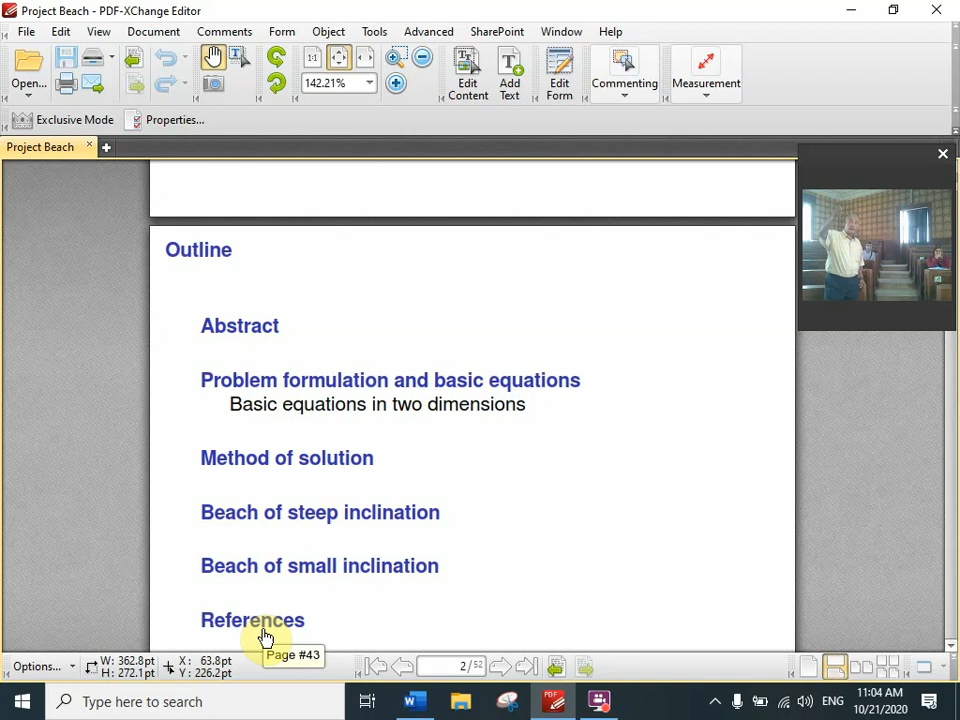 Project Beach - PDF-XChange Editor
File Edit View Document Comments Form Object Tools Advanced SharePoint Window Help
Open...
142.21%
Edit Content
Add Text
Edit Form
Commenting
Measurement
Exclusive Mode
Properties...
Project Beach
Outline
Abstract
Problem formulation and basic equations
Basic equations in two dimensions
Method of solution
Beach of steep inclination
Beach of small inclination
References
Page #43
Options...
W: 362.8pt
H: 272.1pt
X: 63.8pt
Y: 226.2pt
2/52
Type here to search
W
PDF
ENG
11:04 AM
10/21/2020